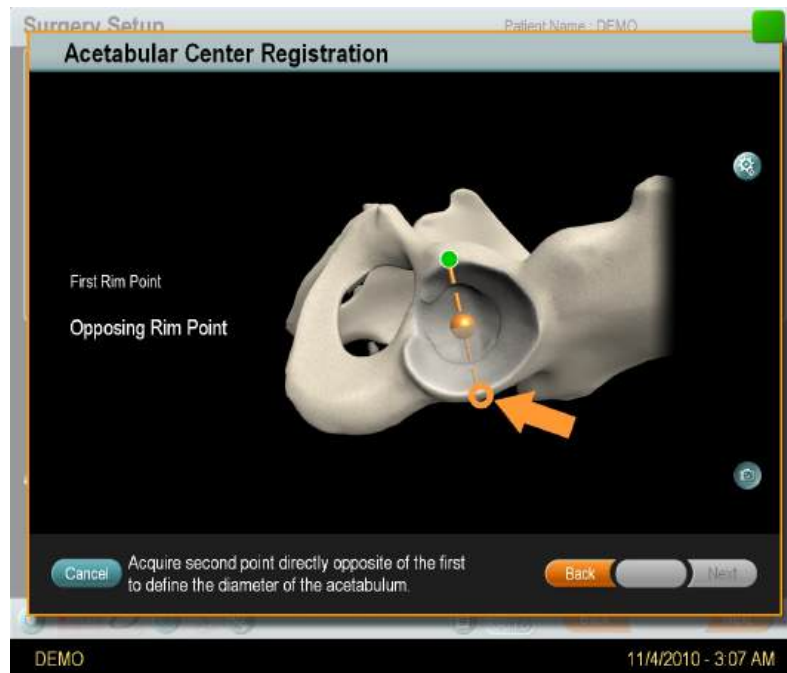 Surgery Setup
Patient Name : DEMO
Acetabular Center Registration
First Rim Point
Opposing Rim Point
Cancel
Acquire second point directly opposite of the first
to define the diameter of the acetabulum.
Back
Next
DEMO
11/4/2010 - 3:07 AM